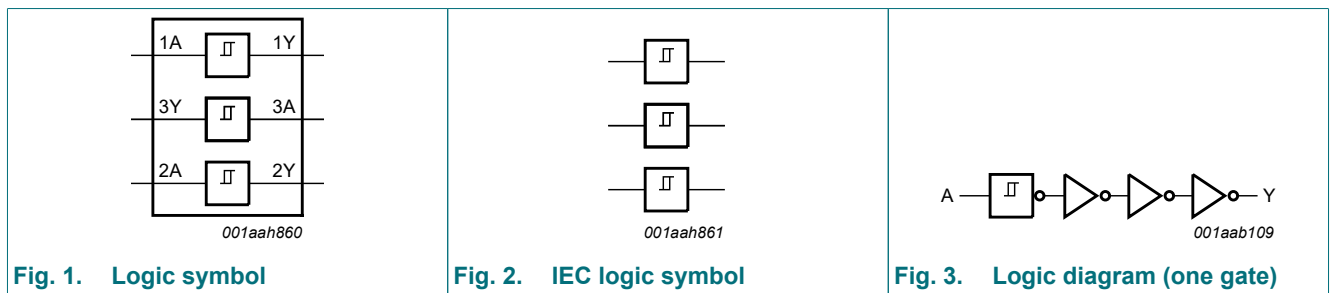 1A 1Y
3Y 3A
2A 2Y
001aah860
Fig. 1. Logic symbol
001aah861
Fig. 2. IEC logic symbol
A Y
001aab109
Fig. 3. Logic diagram (one gate)